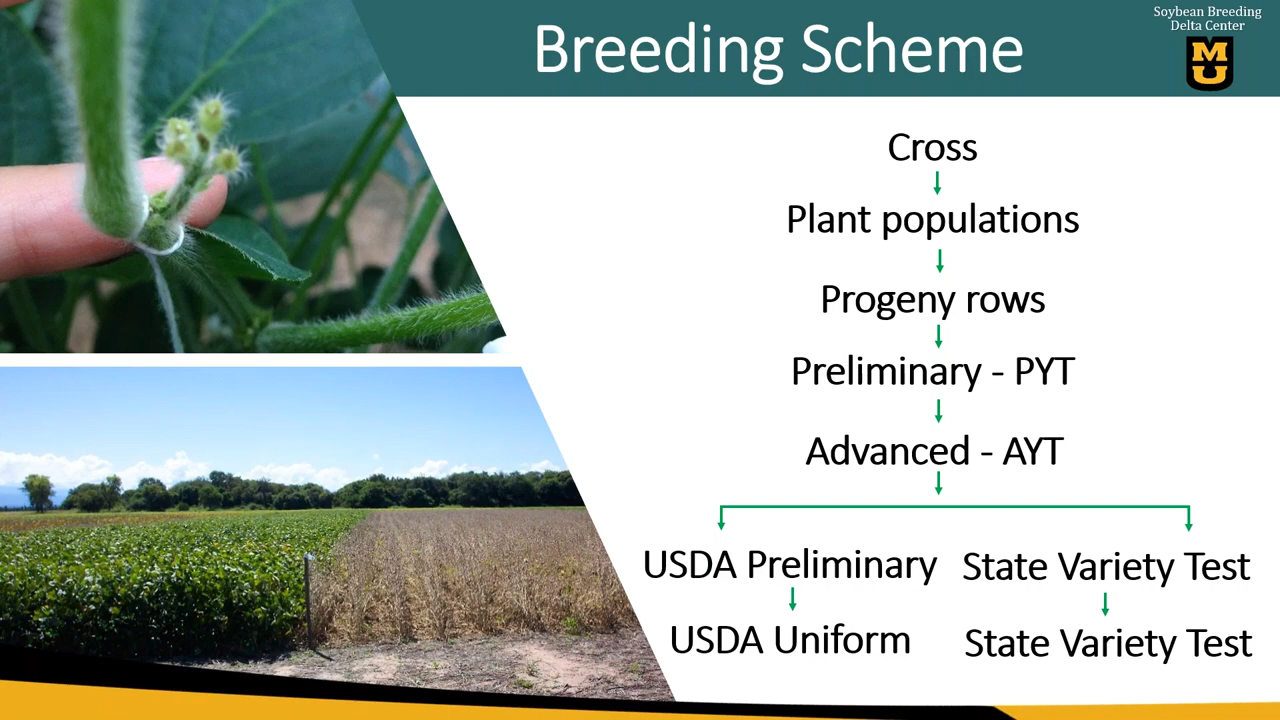 Breeding Scheme
Soybean Breeding
Delta Center
MU
Cross
Plant populations
Progeny rows
Preliminary - PYT
Advanced - AYT
USDA Preliminary
State Variety Test
USDA Uniform
State Variety Test